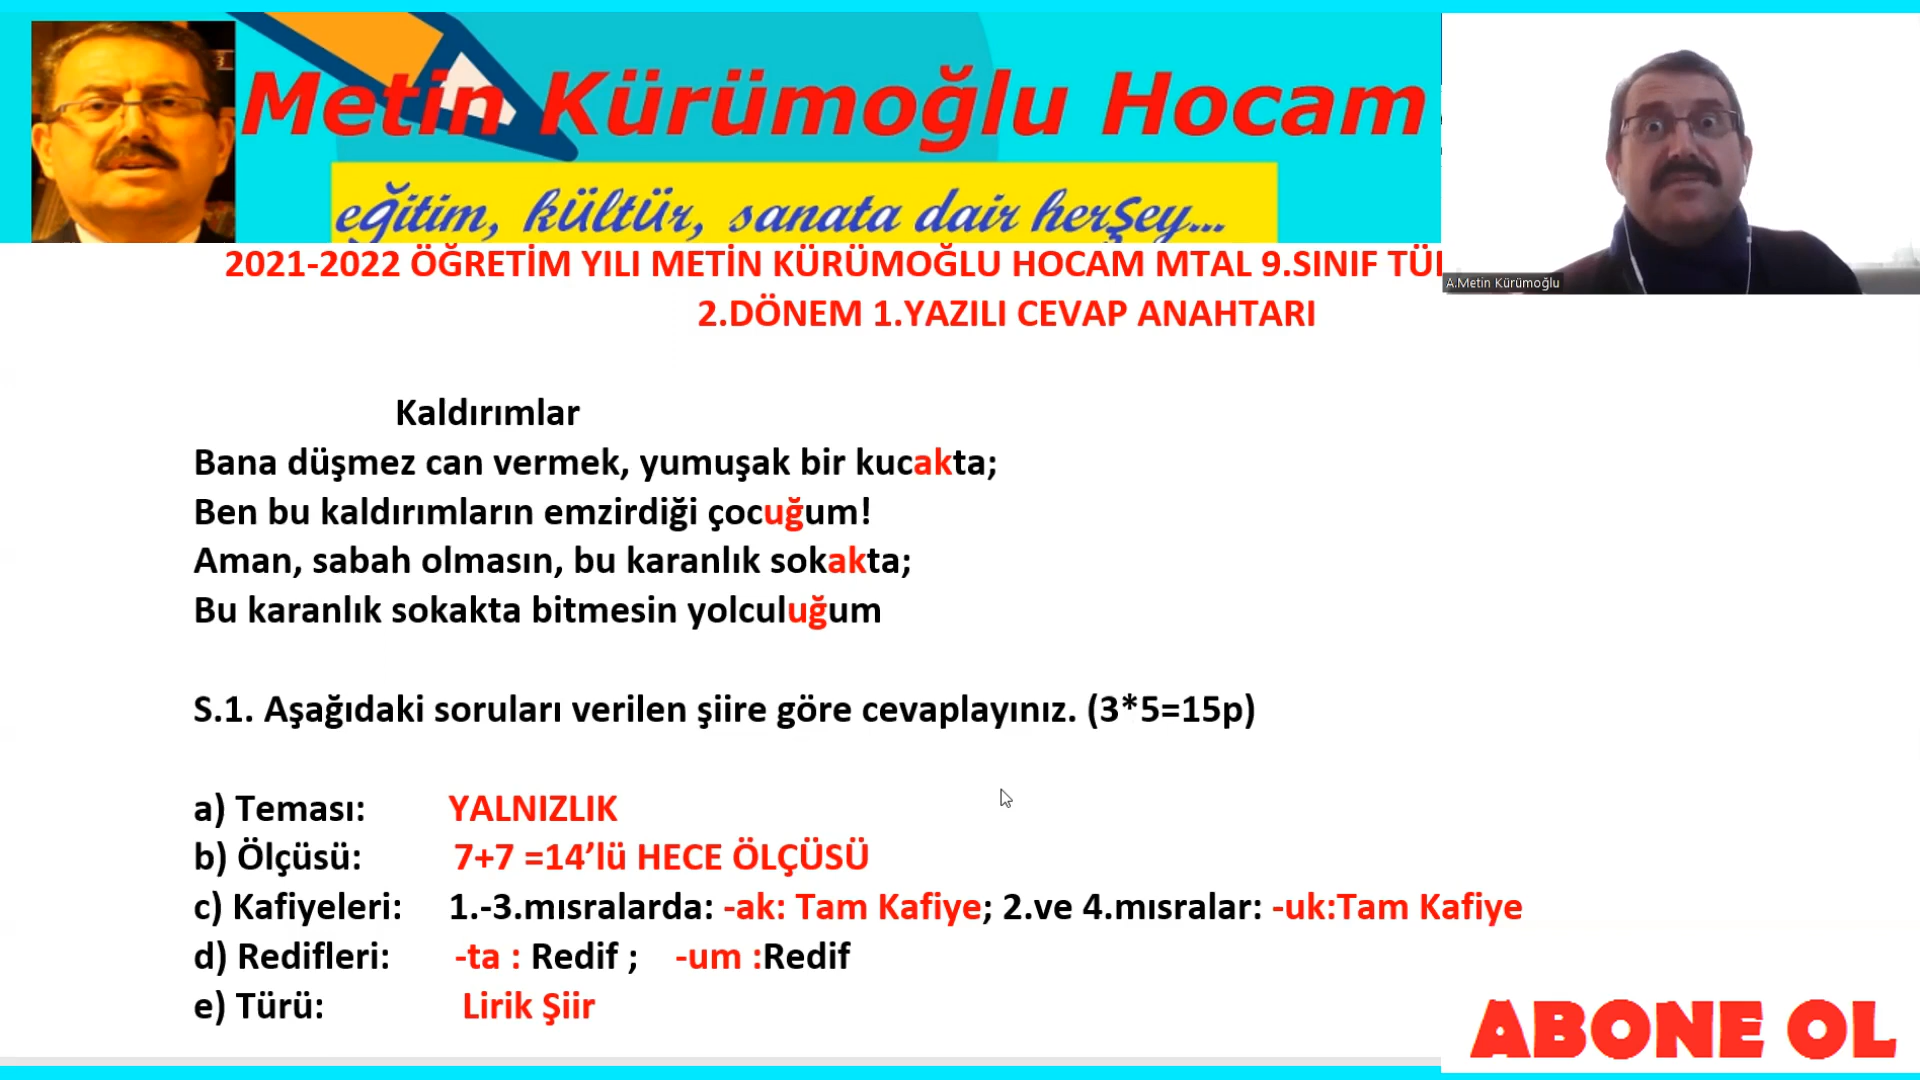 Metin Kürümoğlu Hocam
eğitim, kültür, sanata dair herşey...
A.Metin Kürümoğlu
2021-2022 ÖĞRETİM YILI METİN KÜRÜMOĞLU HOCAM MTAL 9.SINIF
2.DÖNEM 1.YAZILI CEVAP ANAHTARI
Kaldırımlar
Bana düşmez can vermek, yumuşak bir kucakta;
Ben bu kaldırımların emzirdiği çocuğum!
Aman, sabah olmasın, bu karanlık sokakta;
Bu karanlık sokakta bitmesin yolculuğum
S.1. Aşağıdaki soruları verilen şiire göre cevaplayınız. (3*5=15p)
a) Teması: YALNIZLIK
b) Ölçüsü: 7+7 =14’lü HECE ÖLÇÜSÜ
c) Kafiyeleri: 1.-3.mısralarda: -ak: Tam Kafiye; 2.ve 4.mısralar: -uk:Tam Kafiye
d) Redifleri: -ta : Redif ; -um :Redif
e) Türü: Lirik Şiir
ABONE OL